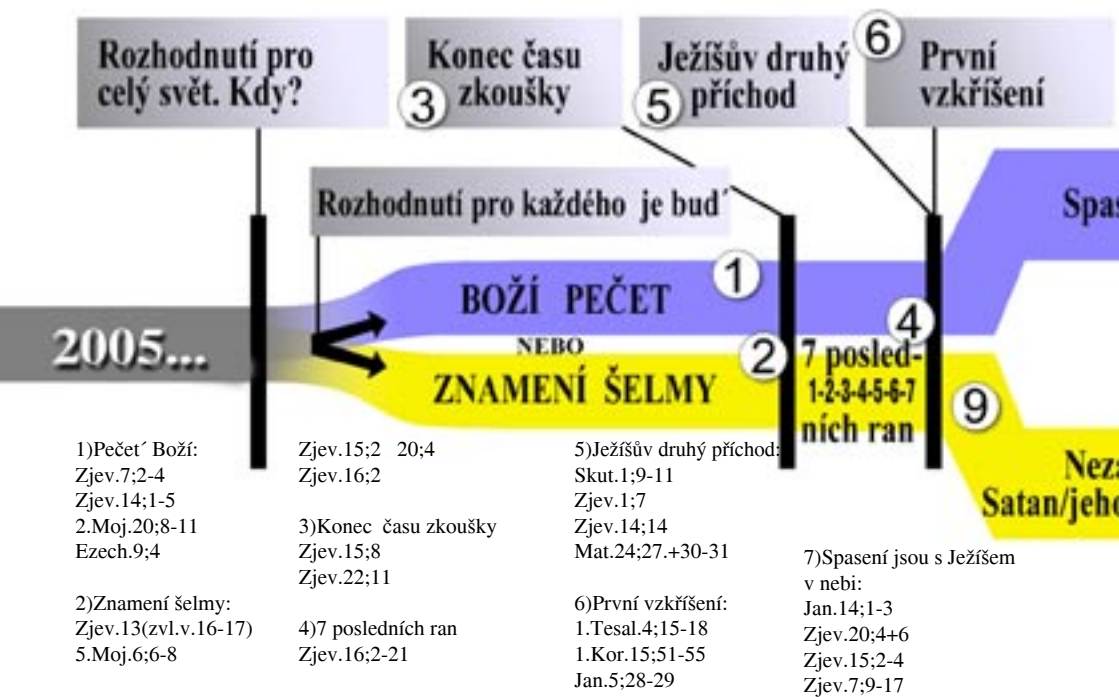 Rozhodnutí pro
celý svět. Kdy?
Konec času
3 zkoušky
Ježíšův druhý
5 příchod
6 První
vzkříšení
Rozhodnutí pro každého je bud´
2005...
BOŽÍ PEČET 1
NEBO
ZNAMENÍ ŠELMY
2
7 posled-
1-2-3-4-5-6-7
ních ran
4
9
1)Pečet´ Boží:
Zjev.7;2-4
Zjev.14;1-5
2.Moj.20;8-11
Ezech.9;4
2)Znamení šelmy:
Zjev.13(zvl.v.16-17)
5.Moj.6;6-8
Zjev.15;2 20;4
Zjev.16;2
3)Konec času zkoušky
Zjev.15;8
Zjev.22;11
4)7 posledních ran
Zjev.16;2-21
5)Ježíšův druhý příchod:
Skut.1;9-11
Zjev.1;7
Zjev.14;14
Mat.24;27.+30-31
6)První vzkříšení:
1.Tesal.4;15-18
1.Kor.15;51-55
Jan.5;28-29
7)Spasení jsou s Ježíšem
v nebi:
Jan.14;1-3
Zjev.20;4+6
Zjev.15;2-4
Zjev.7;9-17
Satan/